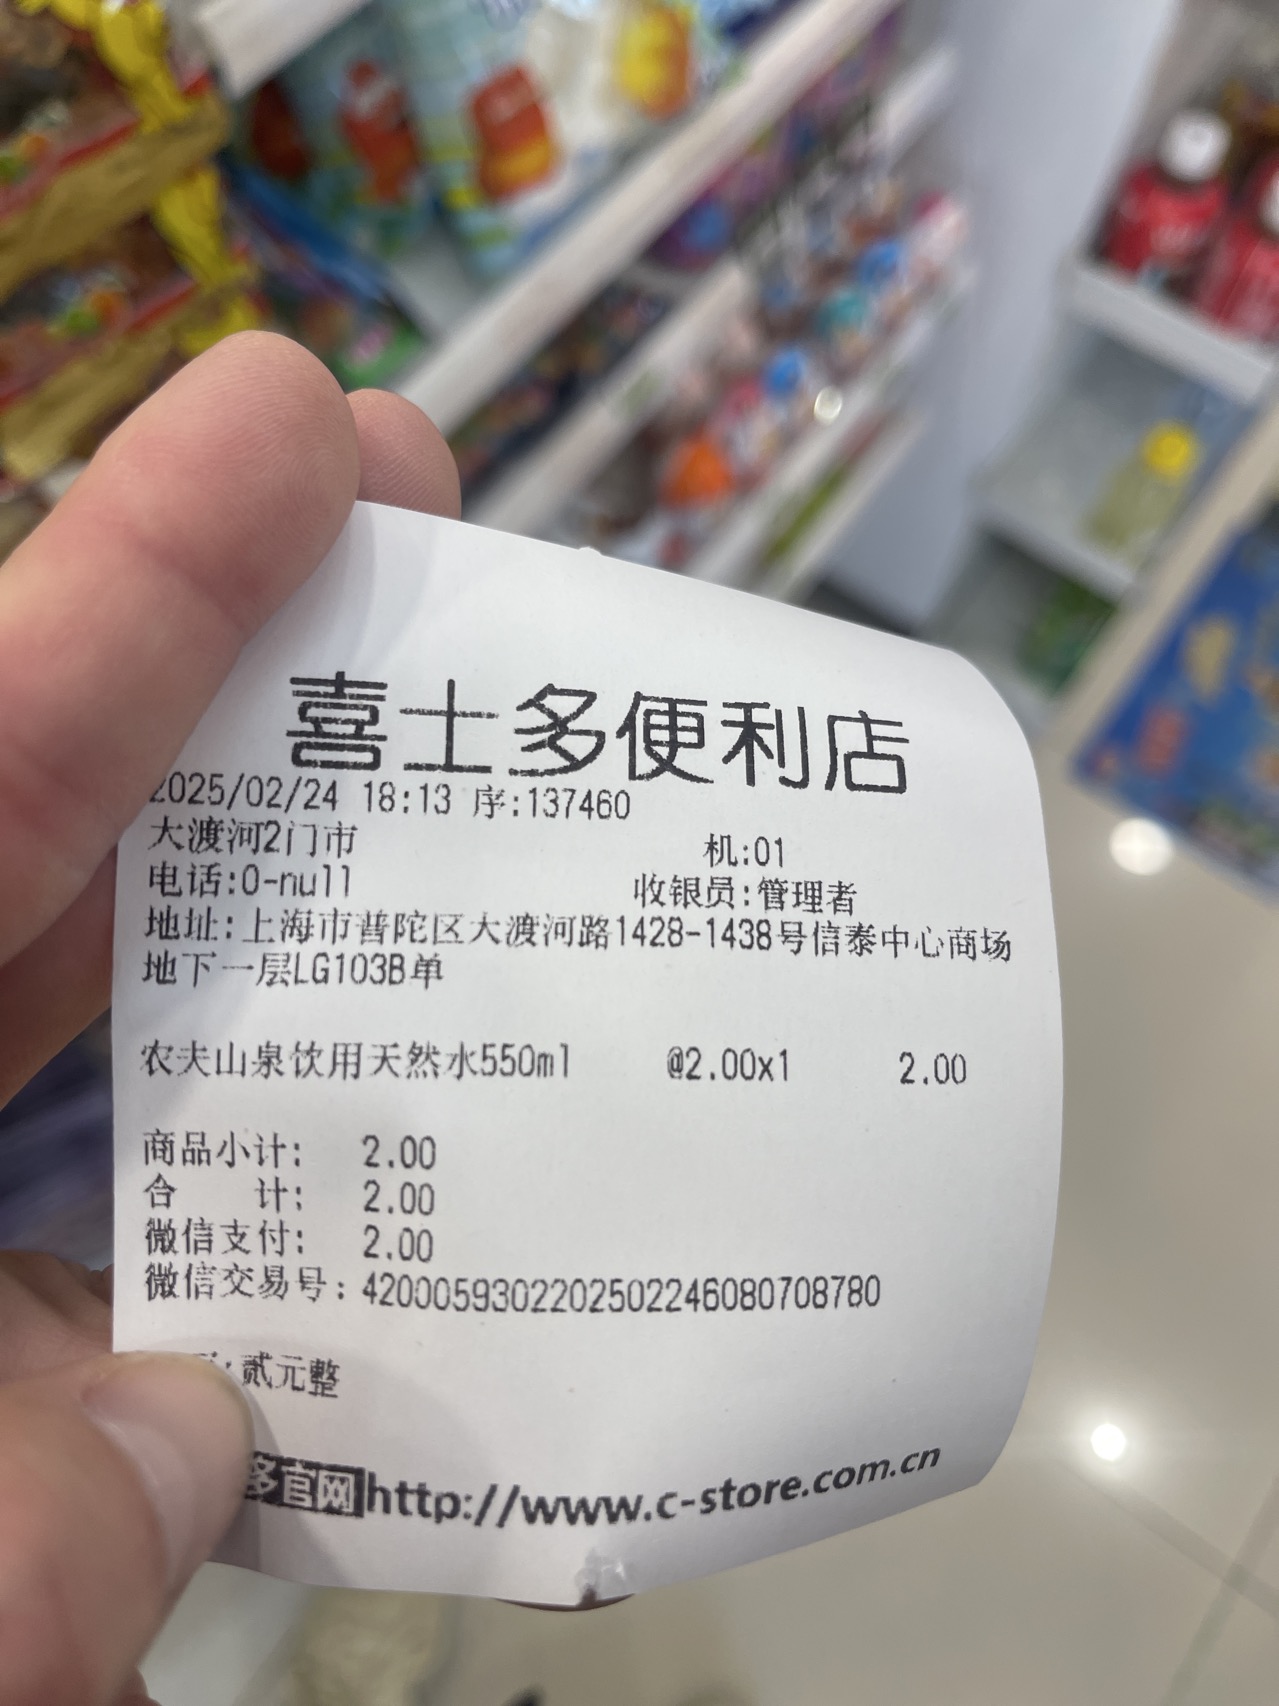 喜士多便利店
2025/02/24 18:13 序:137460
大渡河2门市 机:01
电话:0-null 收银员:管理者
地址:上海市普陀区大渡河路1428-1438号信泰中心商场
地下一层LG103B单
农夫山泉饮用天然水550ml @2.00x1 2.00
商品小计: 2.00
合 计: 2.00
微信支付: 2.00
微信交易号:4200059302202502246080708780
贰元整
多官网http://www.c-store.com.cn